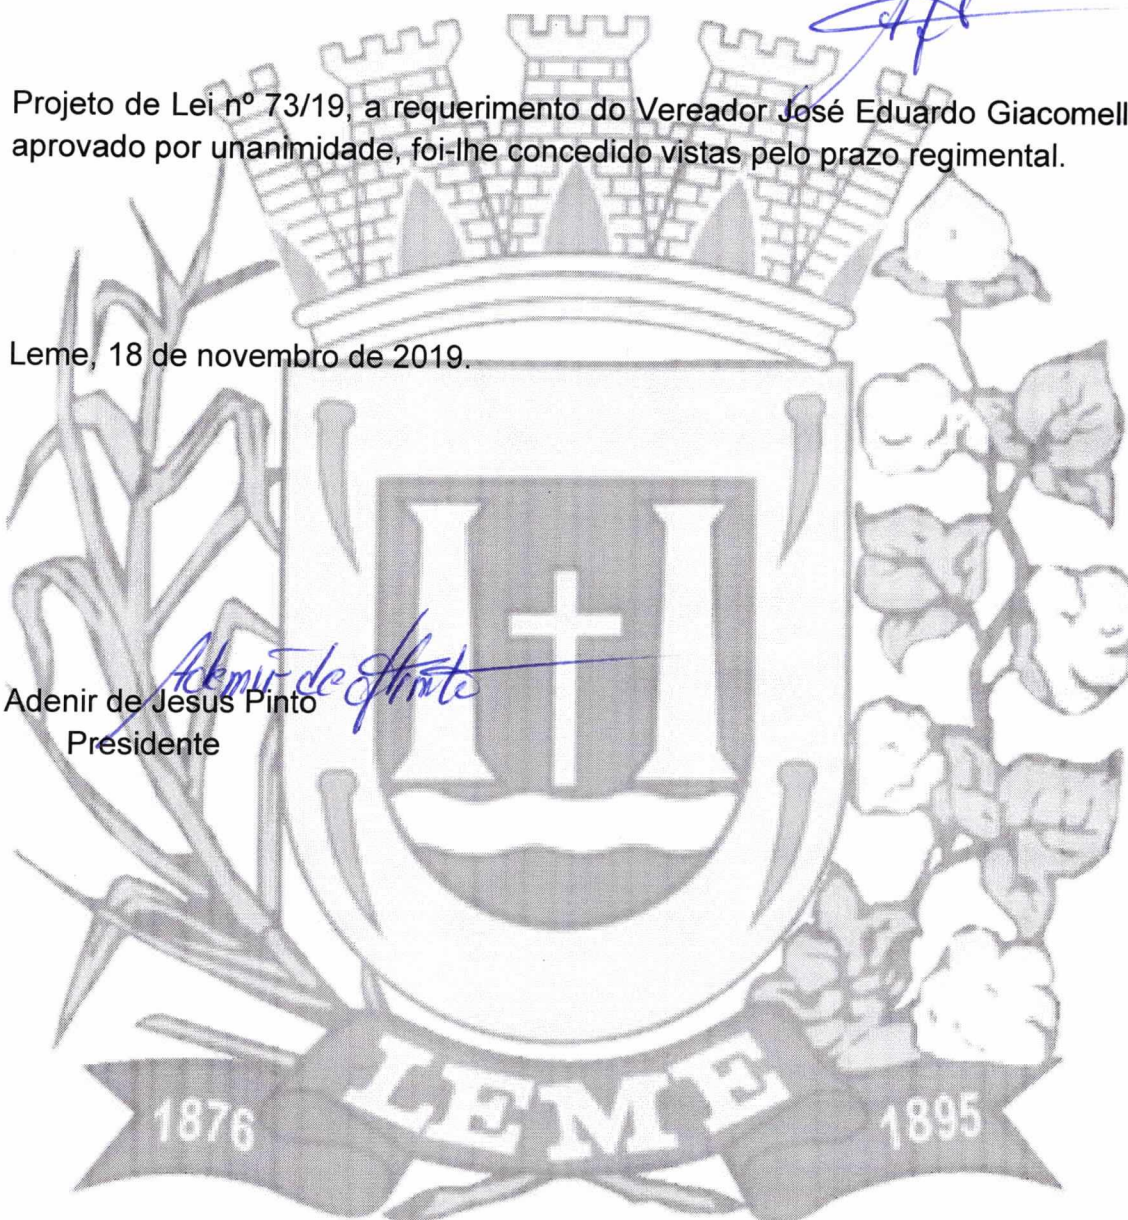 Projeto de Lei nº 73/19, a requerimento do Vereador José Eduardo Giacomell
aprovado por unanimidade, foi-lhe concedido vistas pelo prazo regimental.
Leme, 18 de novembro de 2019.
Adenir de Jesus Pinto
Presidente
LEME
1876
1895